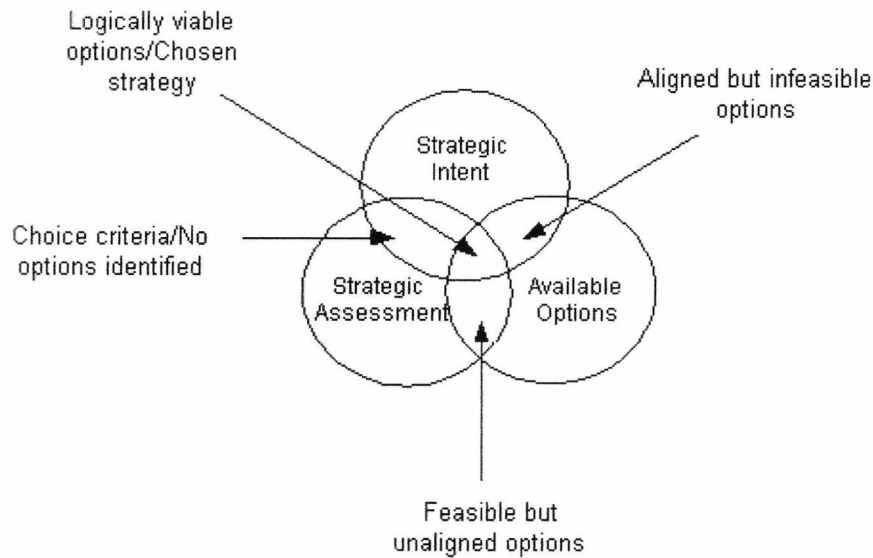 Logically viable
options/Chosen
strategy
Aligned but infeasible
options
Strategic
Intent
Choice criteria/No
options identified
Strategic
Assessment
Available
Options
Feasible but
unaligned options